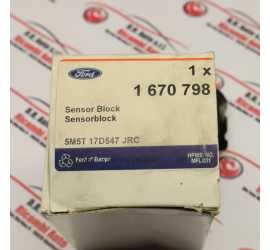 Ford
1 x
1 670 798
Sensor Block
Sensorblock
5M5T 17D547 JRC
Ford of Europe